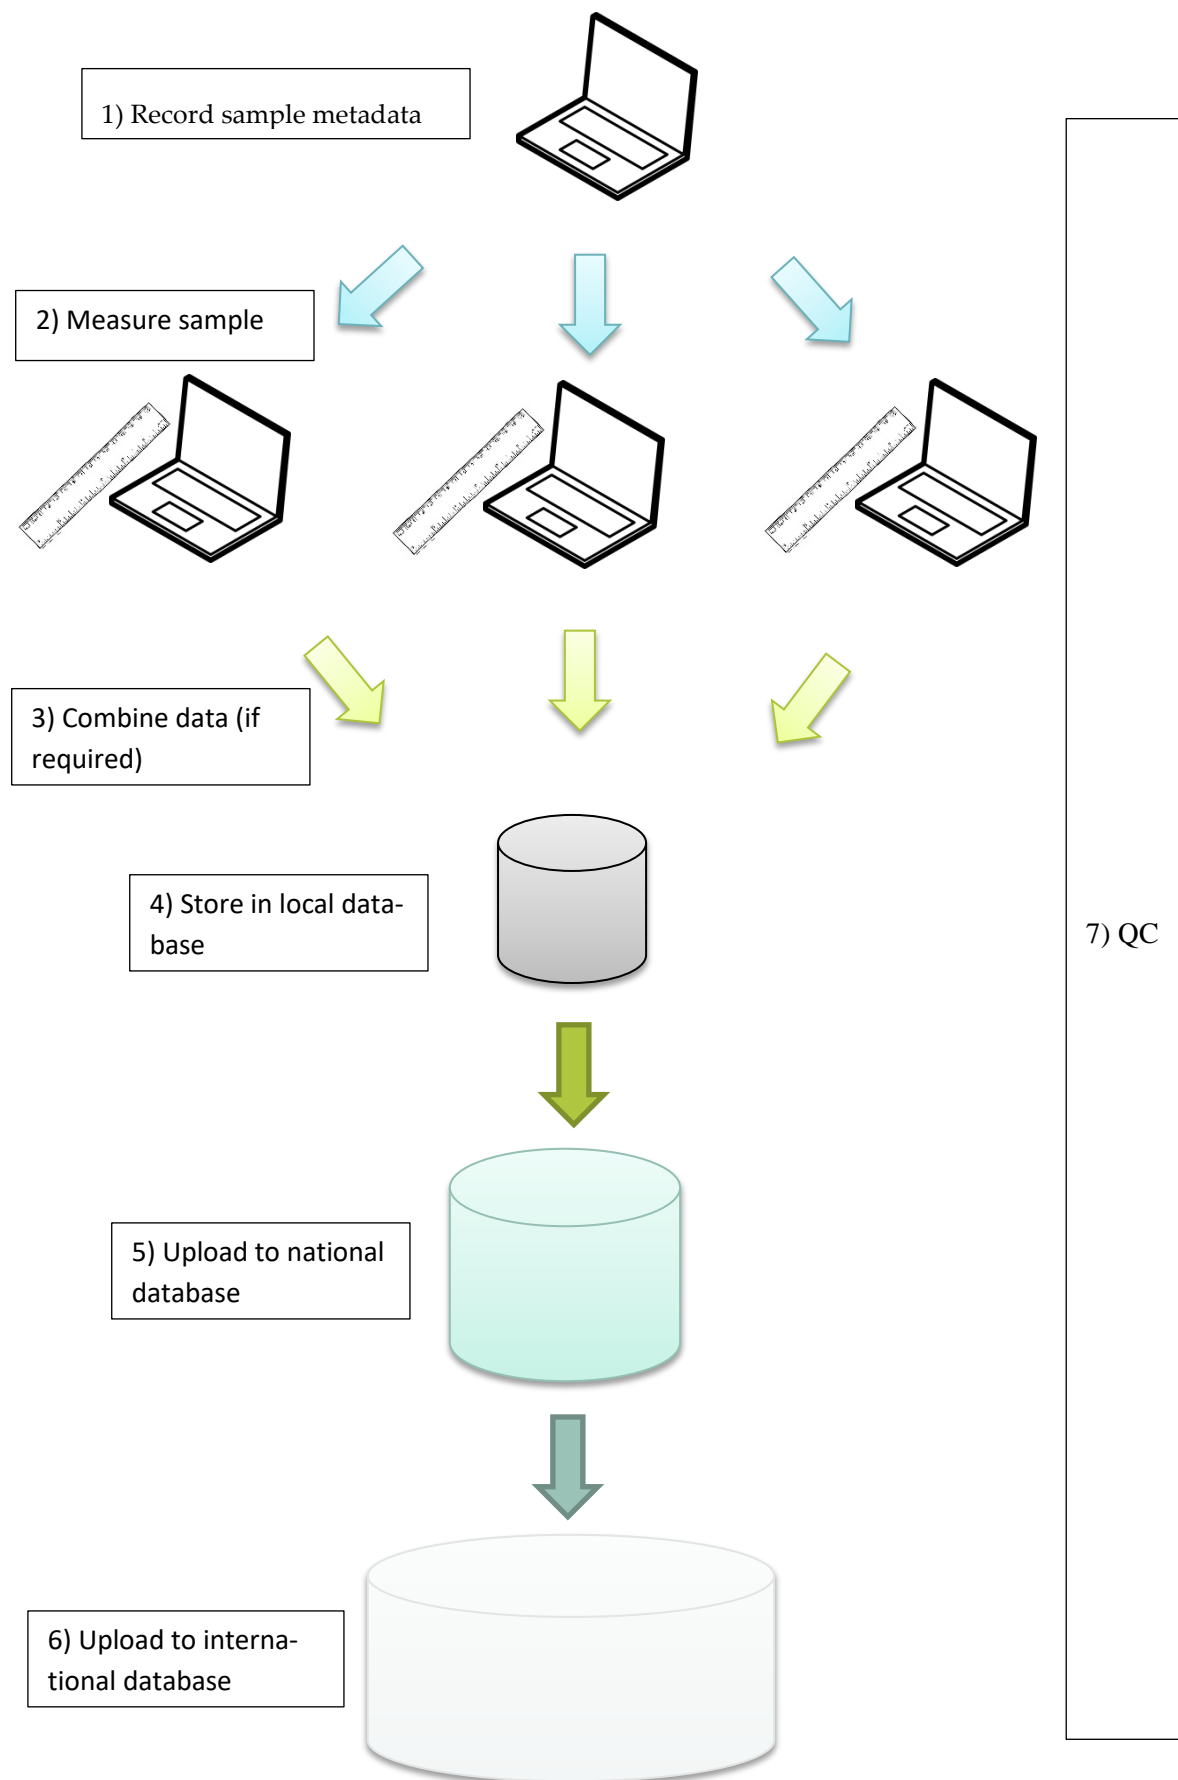 1) Record sample metadata
2) Measure sample
3) Combine data (if
required)
4) Store in local data-
base
7) QC
5) Upload to national
database
6) Upload to interna-
tional database